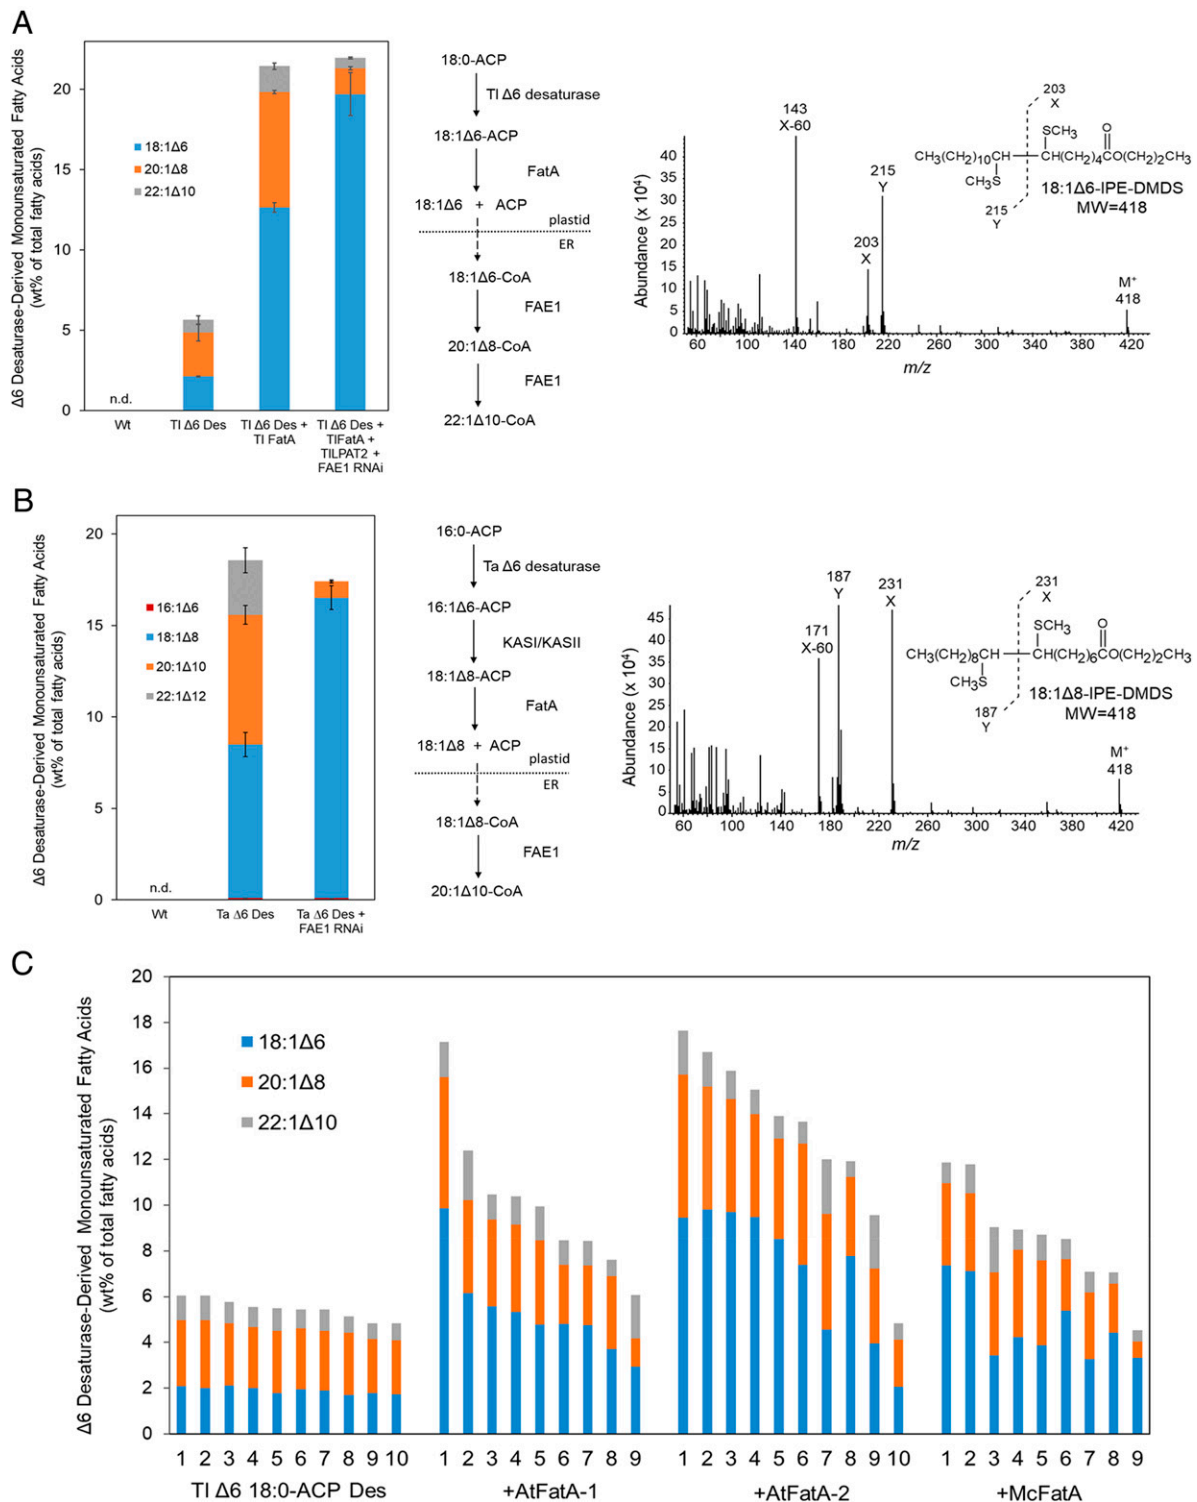 A
Δ6 Desaturase-Derived Monounsaturated Fatty Acids
(wt% of total fatty acids)
20
15
10
5
0
18:1Δ6
20:1Δ8
22:1Δ10
n.d.
Wt
Tl Δ6 Des
Tl Δ6 Des +
Tl FatA
Tl Δ6 Des +
TlFatA +
TlLPAT2 +
FAE1 RNAi
18:0-ACP
Tl Δ6 desaturase
18:1Δ6-ACP
FatA
18:1Δ6 + ACP
plastid
ER
18:1Δ6-CoA
FAE1
20:1Δ8-CoA
FAE1
22:1Δ10-CoA
Abundance (x 10⁴)
40
35
30
25
20
15
10
5
0
143
X-60
215
Y
203
X
M⁺
418
60 100 140 180 220 260 300 340 380 420
m/z
203
X
SCH₃ O
CH₃(CH₂)₁₀CH CH(CH₂)₄CO(CH₂)₂CH₃
CH₃S
215
Y
18:1Δ6-IPE-DMDS
MW=418
B
Δ6 Desaturase-Derived Monounsaturated Fatty Acids
(wt% of total fatty acids)
20
15
10
5
0
16:1Δ6
18:1Δ8
20:1Δ10
22:1Δ12
n.d.
Wt
Ta Δ6 Des
Ta Δ6 Des +
FAE1 RNAi
16:0-ACP
Ta Δ6 desaturase
16:1Δ6-ACP
KASI/KASII
18:1Δ8-ACP
FatA
18:1Δ8 + ACP
plastid
ER
18:1Δ8-CoA
FAE1
20:1Δ10-CoA
Abundance (x 10⁴)
45
40
35
30
25
20
15
10
5
0
171
X-60
187
Y
231
X
M⁺
418
60 100 140 180 220 260 300 340 380 420
m/z
231
X
SCH₃ O
CH₃(CH₂)₈CH CH(CH₂)₆CO(CH₂)₂CH₃
CH₃S
187
Y
18:1Δ8-IPE-DMDS
MW=418
C
Δ6 Desaturase-Derived Monounsaturated Fatty Acids
(wt% of total fatty acids)
20
18
16
14
12
10
8
6
4
2
0
18:1Δ6
20:1Δ8
22:1Δ10
1 2 3 4 5 6 7 8 9 10 1 2 3 4 5 6 7 8 9 1 2 3 4 5 6 7 8 9 10 1 2 3 4 5 6 7 8 9
Tl Δ6 18:0-ACP Des +AtFatA-1 +AtFatA-2 +McFatA